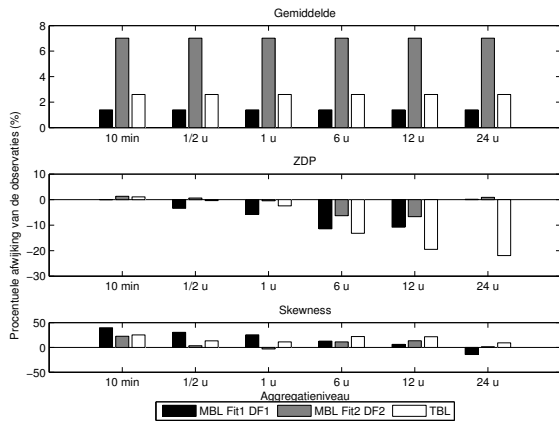 Gemiddelde
8
6
4
2
0
10 min 1/2 u 1 u 6 u 12 u 24 u
ZDP
10
0
−10
−20
−30
10 min 1/2 u 1 u 6 u 12 u 24 u
Procentuele afwijking van de observaties (%)
Skewness
50
0
−50
10 min 1/2 u 1 u 6 u 12 u 24 u
Aggregatieniveau
MBL Fit1 DF1 MBL Fit2 DF2 TBL